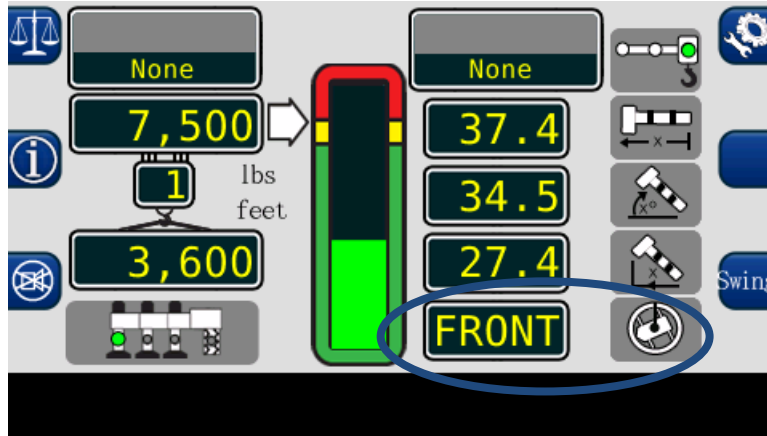 None
7,500
1
lbs
feet
3,600
None
37.4
x
34.5
x°
27.4
x
FRONT
Swing